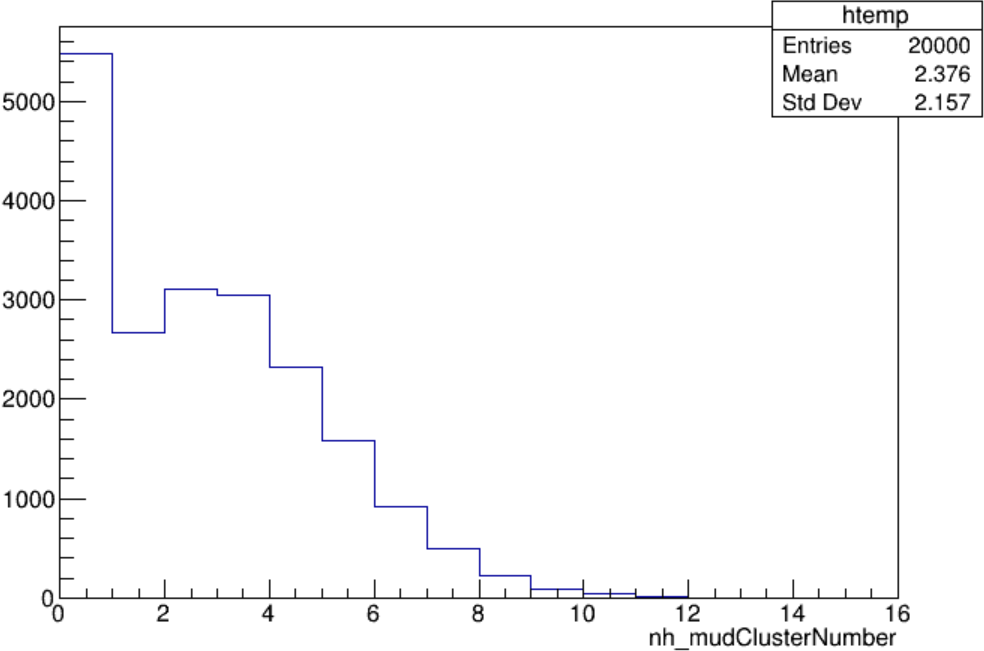 htemp
Entries 20000
Mean 2.376
Std Dev 2.157
5000
4000
3000
2000
1000
0
0 2 4 6 8 10 12 14 16
nh_mudClusterNumber